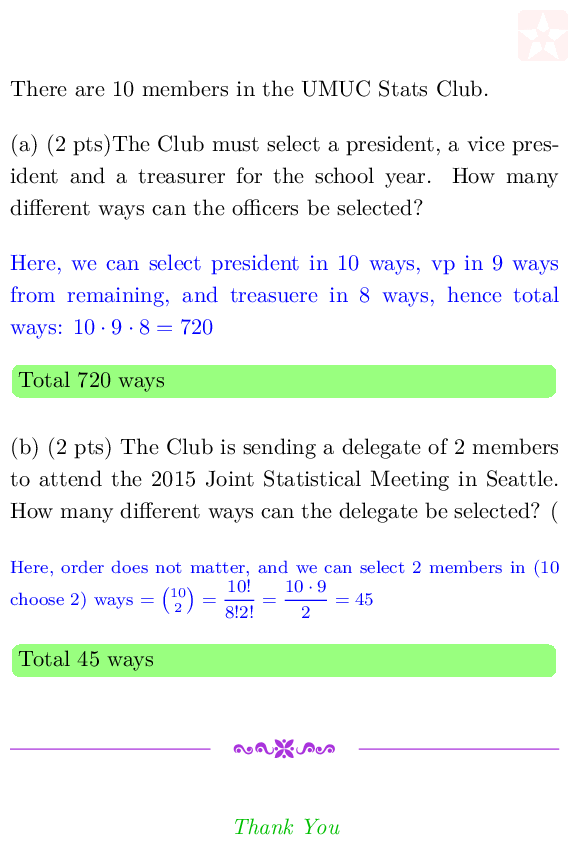 There are 10 members in the UMUC Stats Club.
(a) (2 pts)The Club must select a president, a vice pres-
ident and a treasurer for the school year. How many
different ways can the officers be selected?
Here, we can select president in 10 ways, vp in 9 ways
from remaining, and treasuere in 8 ways, hence total
ways: 10 · 9 · 8 = 720
Total 720 ways
(b) (2 pts) The Club is sending a delegate of 2 members
to attend the 2015 Joint Statistical Meeting in Seattle.
How many different ways can the delegate be selected? (
Here, order does not matter, and we can select 2 members in (10
choose 2) ways = \binom{10}{2} = \frac{10!}{8!2!} = \frac{10 · 9}{2} = 45
Total 45 ways
Thank You